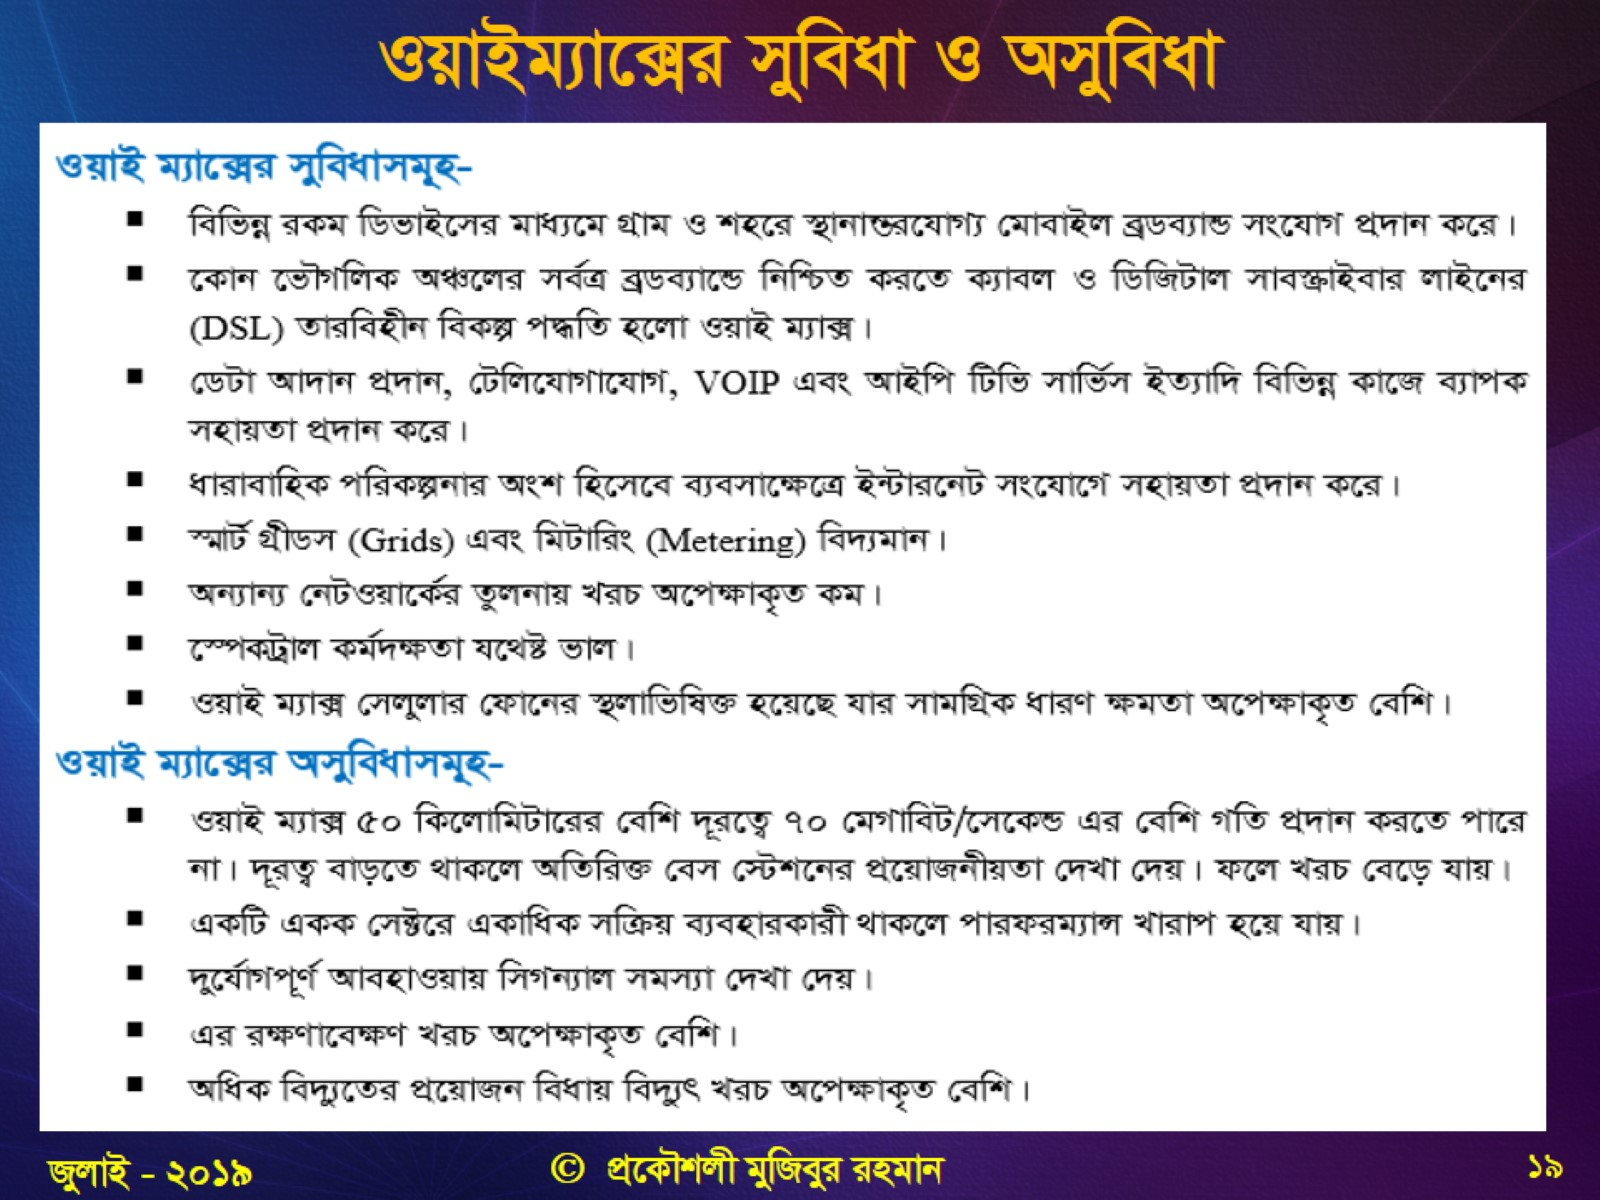 ওয়াইম্যাক্সের সুবিধা ও অসুবিধা
ওয়াই ম্যাক্সের সুবিধাসমূহ-
■ বিভিন্ন রকম ডিভাইসের মাধ্যমে গ্রাম ও শহরে স্থানান্তরযোগ্য মোবাইল ব্রডব্যান্ড সংযোগ প্রদান করে।
■ কোন ভৌগলিক অঞ্চলের সর্বত্র ব্রডব্যান্ডে নিশ্চিত করতে ক্যাবল ও ডিজিটাল সাবস্ক্রাইবার লাইনের
(DSL) তারবিহীন বিকল্প পদ্ধতি হলো ওয়াই ম্যাক্স।
■ ডেটা আদান প্রদান, টেলিযোগাযোগ, VOIP এবং আইপি টিভি সার্ভিস ইত্যাদি বিভিন্ন কাজে ব্যাপক
সহায়তা প্রদান করে।
■ ধারাবাহিক পরিকল্পনার অংশ হিসেবে ব্যবসাক্ষেত্রে ইন্টারনেট সংযোগে সহায়তা প্রদান করে।
■ স্মার্ট গ্রীডস (Grids) এবং মিটারিং (Metering) বিদ্যমান।
■ অন্যান্য নেটওয়ার্কের তুলনায় খরচ অপেক্ষাকৃত কম।
■ স্পেকট্রাল কর্মদক্ষতা যথেষ্ট ভাল।
■ ওয়াই ম্যাক্স সেলুলার ফোনের স্থলাভিষিক্ত হয়েছে যার সামগ্রিক ধারণ ক্ষমতা অপেক্ষাকৃত বেশি।
ওয়াই ম্যাক্সের অসুবিধাসমূহ-
■ ওয়াই ম্যাক্স ৫০ কিলোমিটারের বেশি দূরত্বে ৭০ মেগাবিট/সেকেন্ড এর বেশি গতি প্রদান করতে পারে
না। দূরত্ব বাড়তে থাকলে অতিরিক্ত বেস স্টেশনের প্রয়োজনীয়তা দেখা দেয়। ফলে খরচ বেড়ে যায়।
■ একটি একক সেক্টরে একাধিক সক্রিয় ব্যবহারকারী থাকলে পারফরম্যান্স খারাপ হয়ে যায়।
■ দুর্যোগপূর্ণ আবহাওয়ায় সিগন্যাল সমস্যা দেখা দেয়।
■ এর রক্ষণাবেক্ষণ খরচ অপেক্ষাকৃত বেশি।
■ অধিক বিদ্যুতের প্রয়োজন বিধায় বিদ্যুৎ খরচ অপেক্ষাকৃত বেশি।
জুলাই - ২০১৯ © প্রকৌশলী মুজিবুর রহমান ১৯